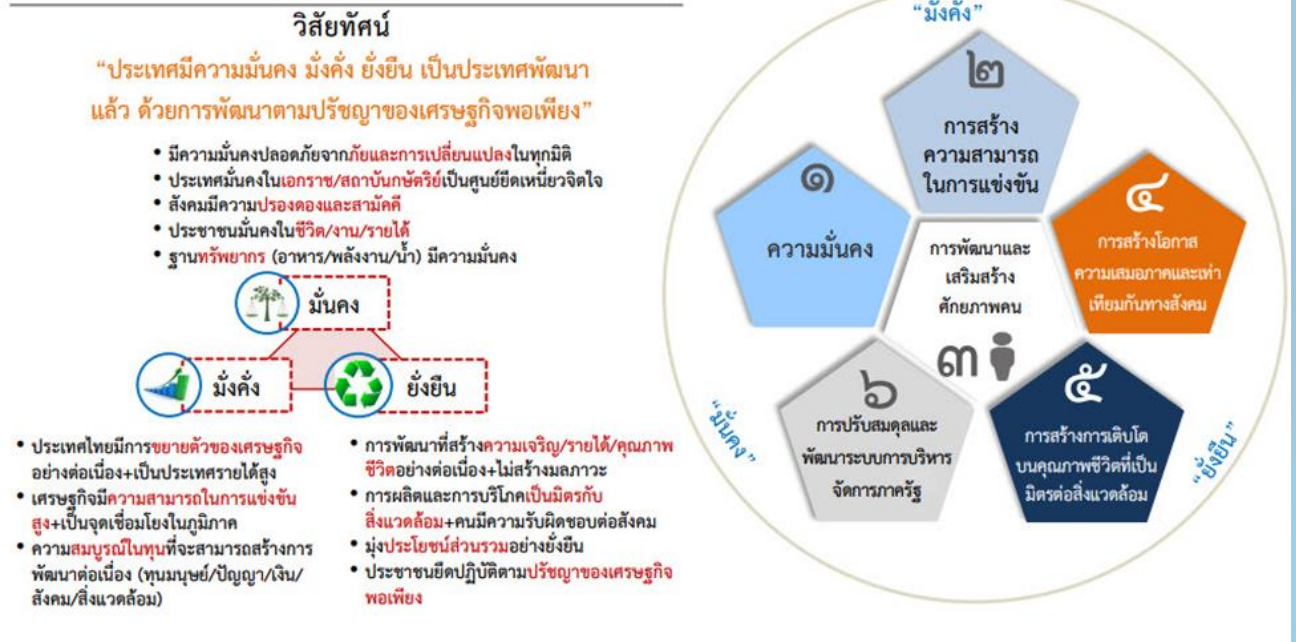 วิสัยทัศน์
“ประเทศมีความมั่นคง มั่งคั่ง ยั่งยืน เป็นประเทศพัฒนา
แล้ว ด้วยการพัฒนาตามปรัชญาของเศรษฐกิจพอเพียง”
• มีความมั่นคงปลอดภัยจากภัยและการเปลี่ยนแปลงในทุกมิติ
• ประเทศมั่นคงในเอกราช/สถาบันกษัตริย์เป็นศูนย์ยึดเหนี่ยวจิตใจ
• สังคมมีความปรองดองและสามัคคี
• ประชาชนมั่นคงในชีวิต/งาน/รายได้
• ฐานทรัพยากร (อาหาร/พลังงาน/น้ำ) มีความมั่นคง
มั่นคง
มั่งคั่ง
ยั่งยืน
• ประเทศไทยมีการขยายตัวของเศรษฐกิจ
อย่างต่อเนื่อง+เป็นประเทศรายได้สูง
• เศรษฐกิจมีความสามารถในการแข่งขัน
สูง+เป็นจุดเชื่อมโยงในภูมิภาค
• ความสมบูรณ์ในทุนที่จะสามารถสร้างการ
พัฒนาต่อเนื่อง (ทุนมนุษย์/ปัญญา/เงิน/
สังคม/สิ่งแวดล้อม)
• การพัฒนาที่สร้างความเจริญ/รายได้/คุณภาพ
ชีวิตอย่างต่อเนื่อง+ไม่สร้างมลภาวะ
• การผลิตและการบริโภคเป็นมิตรกับ
สิ่งแวดล้อม+คนมีความรับผิดชอบต่อสังคม
• มุ่งประโยชน์ส่วนรวมอย่างยั่งยืน
• ประชาชนยึดปฏิบัติตามปรัชญาของเศรษฐกิจ
พอเพียง
“มั่งคั่ง”
๒
การสร้าง
ความสามารถ
ในการแข่งขัน
๑
ความมั่นคง
๔
การสร้างโอกาส
ความเสมอภาคและเท่า
เทียมกันทางสังคม
การพัฒนาและ
เสริมสร้าง
ศักยภาพคน
๓
๖
การปรับสมดุลและ
พัฒนาระบบการบริหาร
จัดการภาครัฐ
๕
การสร้างการเติบโต
บนคุณภาพชีวิตที่เป็น
มิตรต่อสิ่งแวดล้อม
“มั่นคง”
“ยั่งยืน”